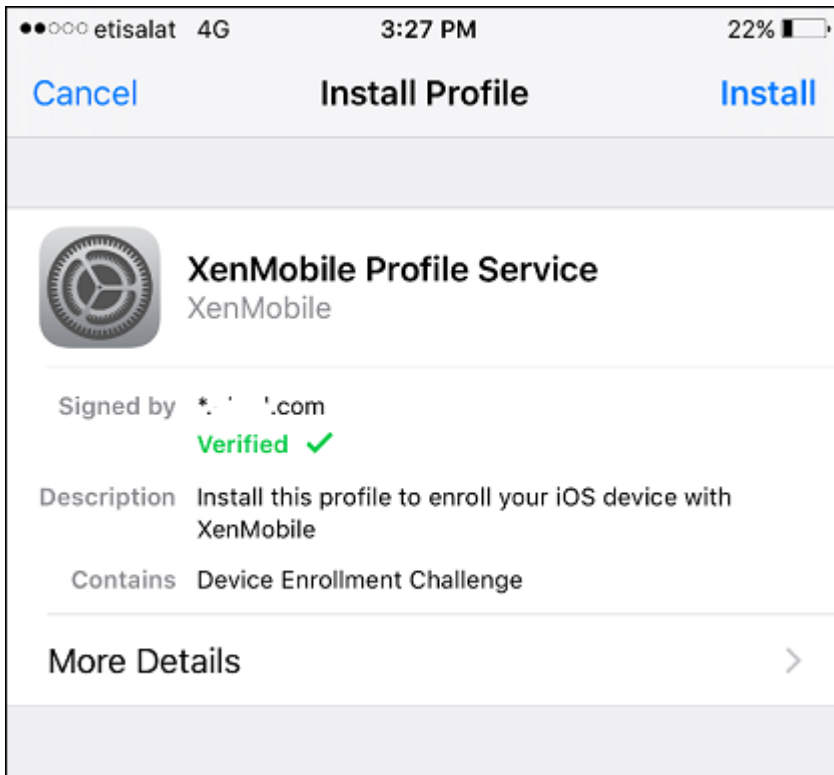 etisalat 4G 3:27 PM 22%
Cancel Install Profile Install
XenMobile Profile Service
XenMobile
Signed by *. .com
Verified ✓
Description Install this profile to enroll your iOS device with
XenMobile
Contains Device Enrollment Challenge
More Details